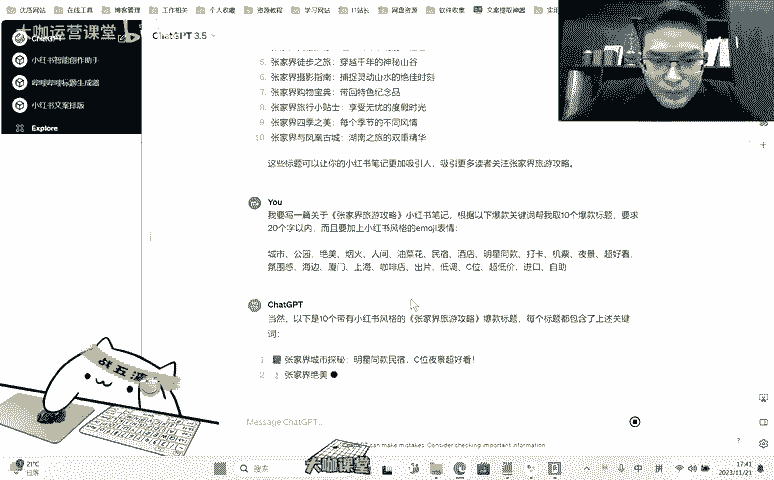 优质网站 在线工具 博客管理 工作相关 个人收藏 资源教程 学习网站 IT站长 网盘资源 软件收集 文案提取神器
大咖运营课堂
ChatGPT
ChatGPT 3.5
小红书智能创作助手
哔哩哔哩标题生成器
小红书文案排版
Explore
5. 张家界徒步之旅：穿越千年的神秘山谷
6. 张家界摄影指南：捕捉灵动山水的绝佳时刻
7. 张家界购物宝典：带回特色纪念品
8. 张家界旅行小贴士：享受无忧的度假时光
9. 张家界四季之美：每个季节的不同风情
10. 张家界与凤凰古城：湖南之旅的双重精华
这些标题可以让你的小红书笔记更加吸引人，吸引更多读者关注张家界旅游攻略。
You
我要写一篇关于《张家界旅游攻略》小红书笔记，根据以下爆款关键词帮我取10个爆款标题，要求
20个字以内，而且要加上小红书风格的emoji表情：
城市、公园、绝美、烟火、人间、油菜花、民宿、酒店、明星同款、打卡、机票、夜景、超好看、
氛围感、海边、厦门、上海、咖啡店、出片、低调、C位、超低价、进口、自助
ChatGPT
当然，以下是10个带有小红书风格的《张家界旅游攻略》爆款标题，每个标题都包含了上述关键
词：
1. 🌆 张家界城市探秘：明星同款民宿，C位夜景超好看！
2. 张家界绝美
战五渣
Message ChatGPT...
ChatGPT can make mistakes. Consider checking important information.
大咖课堂
21°C
搜索
中
拼
17:41
2023/11/21